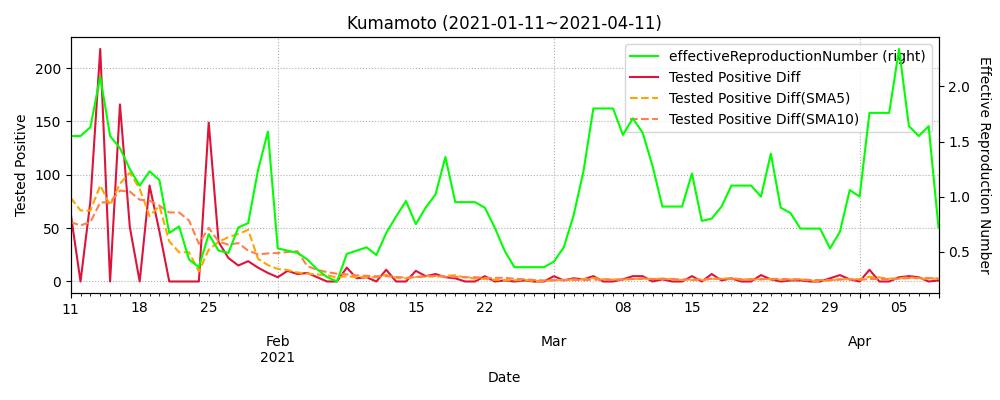 Kumamoto (2021-01-11~2021-04-11)
effectiveReproductionNumber (right)
Tested Positive Diff
Tested Positive Diff(SMA5)
Tested Positive Diff(SMA10)
Tested Positive
200
150
100
50
0
Effective Reproduction Number
2.0
1.5
1.0
0.5
11 18 25 08 15 22 08 15 22 29 05
Feb Mar Apr
2021
Date